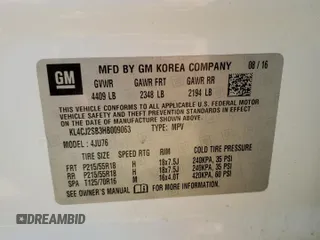 GM
MFD BY GM KOREA COMPANY 08/16
GVWR GAWR FRT GAWR RR
4409 LB 2348 LB 2194 LB
THIS VEHICLE CONFORMS TO ALL APPLICABLE
U.S. FEDERAL MOTOR VEHICLE SAFETY, BUMPER,
AND THEFT PREVENTION STANDARDS IN EFFECT ON
THE DATE OF MANUFACTURE SHOWN ABOVE.
KL4CJ2SB3HB009063 TYPE: MPV
MODEL: 4JU76
TIRE SIZE SPEED RTG RIM COLD TIRE PRESSURE
FRT P215/55R18 H 18x7.5J 240KPA, 35 PSI
RR P215/55R18 H 18x7.5J 240KPA, 35 PSI
SPA T125/70R16 M 16x4.0T 420KPA, 60 PSI
SEE OWNER'S MANUAL FOR ADDITIONAL INFORMATION.
DREAMBID